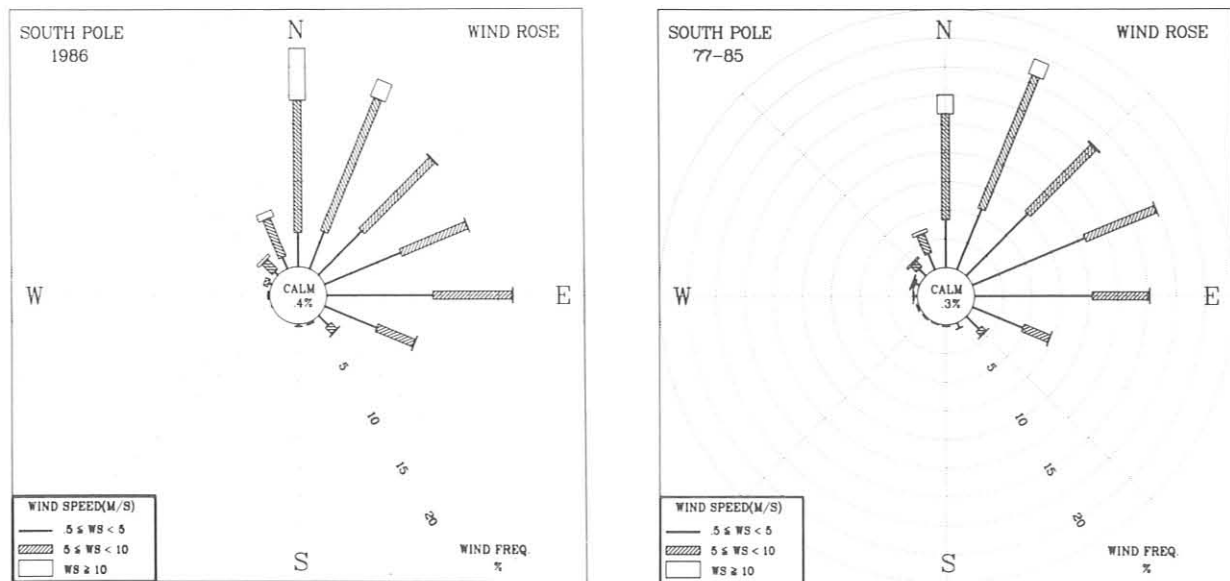 SOUTH POLE
1986
N
WIND ROSE
W
CALM
.4%
E
5
10
15
20
WIND SPEED(M/S)
.5 ≤ WS < 5
5 ≤ WS < 10
WS ≥ 10
S
WIND FREQ.
%
SOUTH POLE
77-85
N
WIND ROSE
W
CALM
.3%
E
5
10
15
20
WIND SPEED(M/S)
.5 ≤ WS < 5
5 ≤ WS < 10
WS ≥ 10
S
WIND FREQ.
%